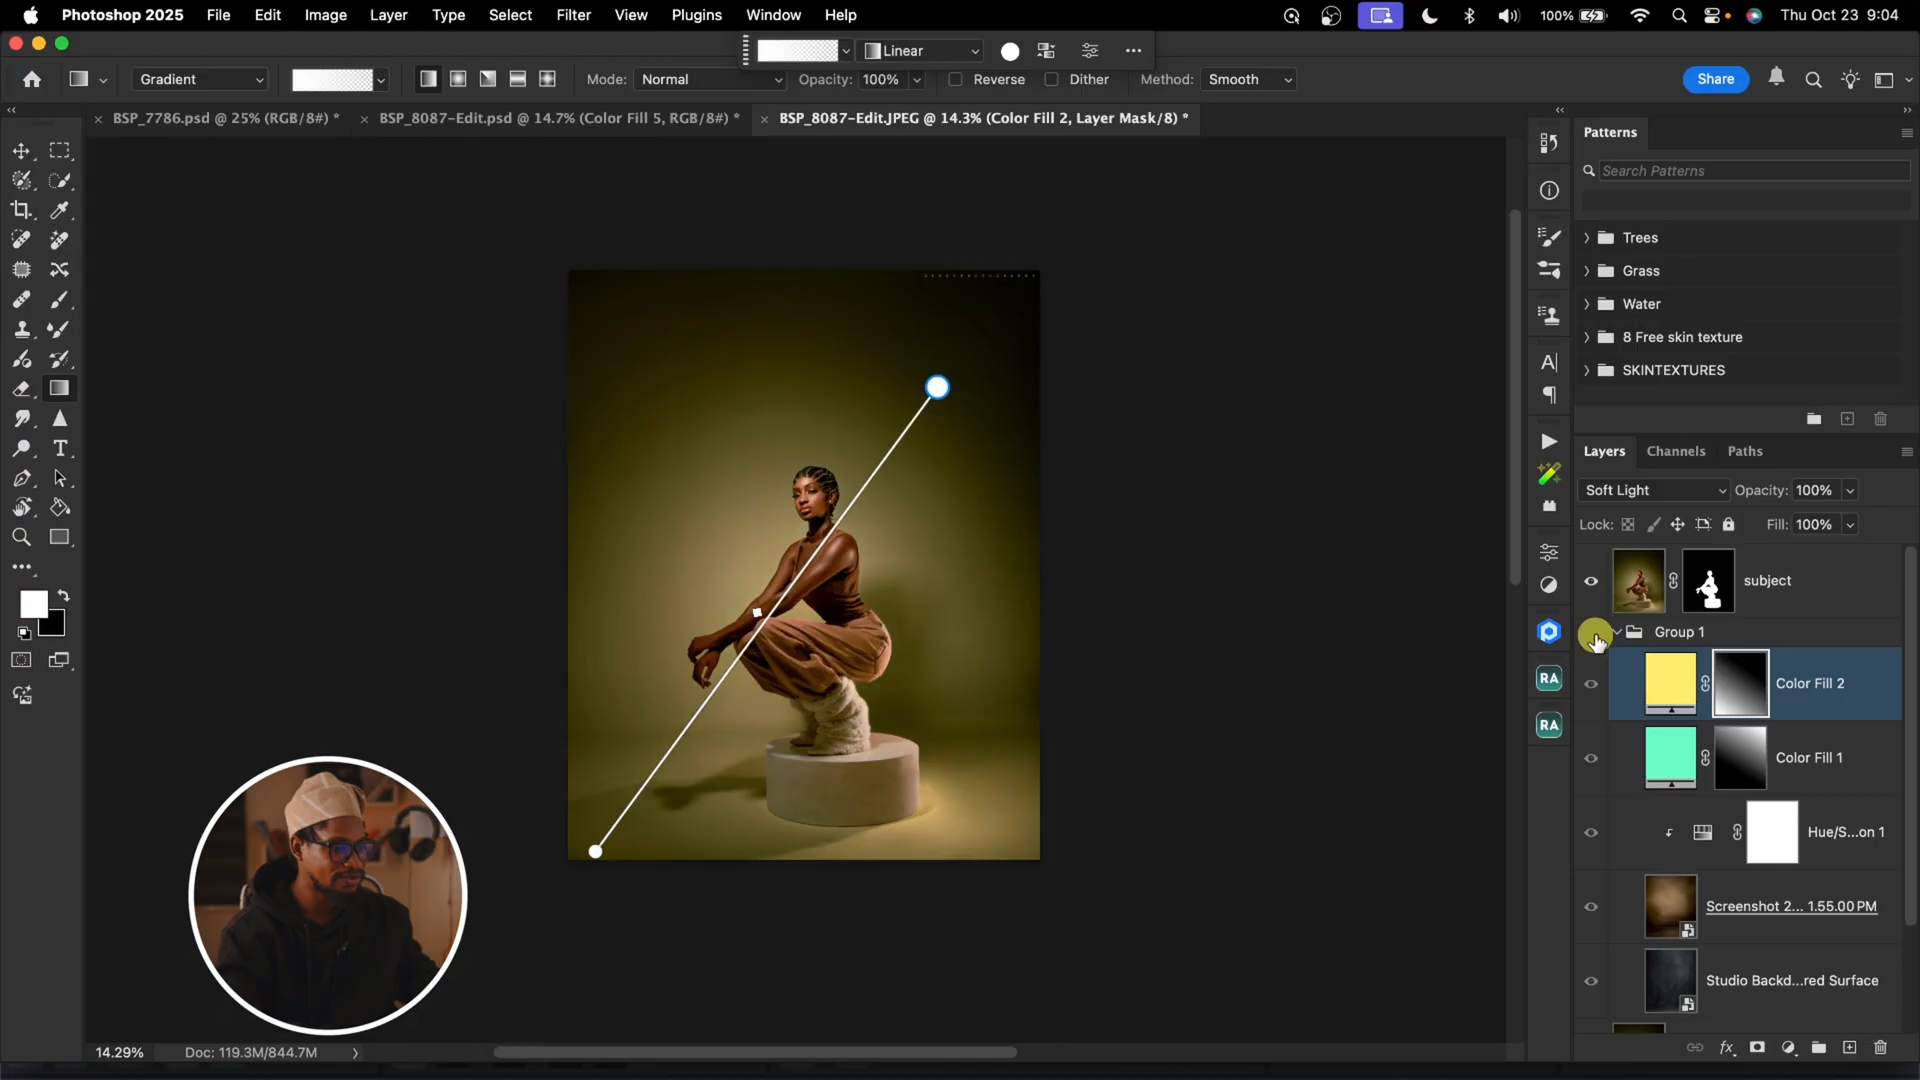 Photoshop 2025 File Edit Image Layer Type Select Filter View Plugins Window Help 100% Thu Oct 23 9:04
Linear
Gradient Mode: Normal Opacity: 100% Reverse Dither Method: Smooth Share
× BSP_7786.psd @ 25% (RGB/8#) * × BSP_8087-Edit.psd @ 14.7% (Color Fill 5, RGB/8#) * × BSP_8087-Edit.JPEG @ 14.3% (Color Fill 2, Layer Mask/8) *
Patterns
Search Patterns
Trees
Grass
Water
8 Free skin texture
SKINTEXTURES
Layers Channels Paths
Soft Light Opacity: 100%
Lock: Fill: 100%
subject
Group 1
Color Fill 2
Color Fill 1
Hue/S...on 1
Screenshot 2... 1.55.00 PM
Studio Backd...red Surface
RA
RA
14.29% Doc: 119.3M/844.7M